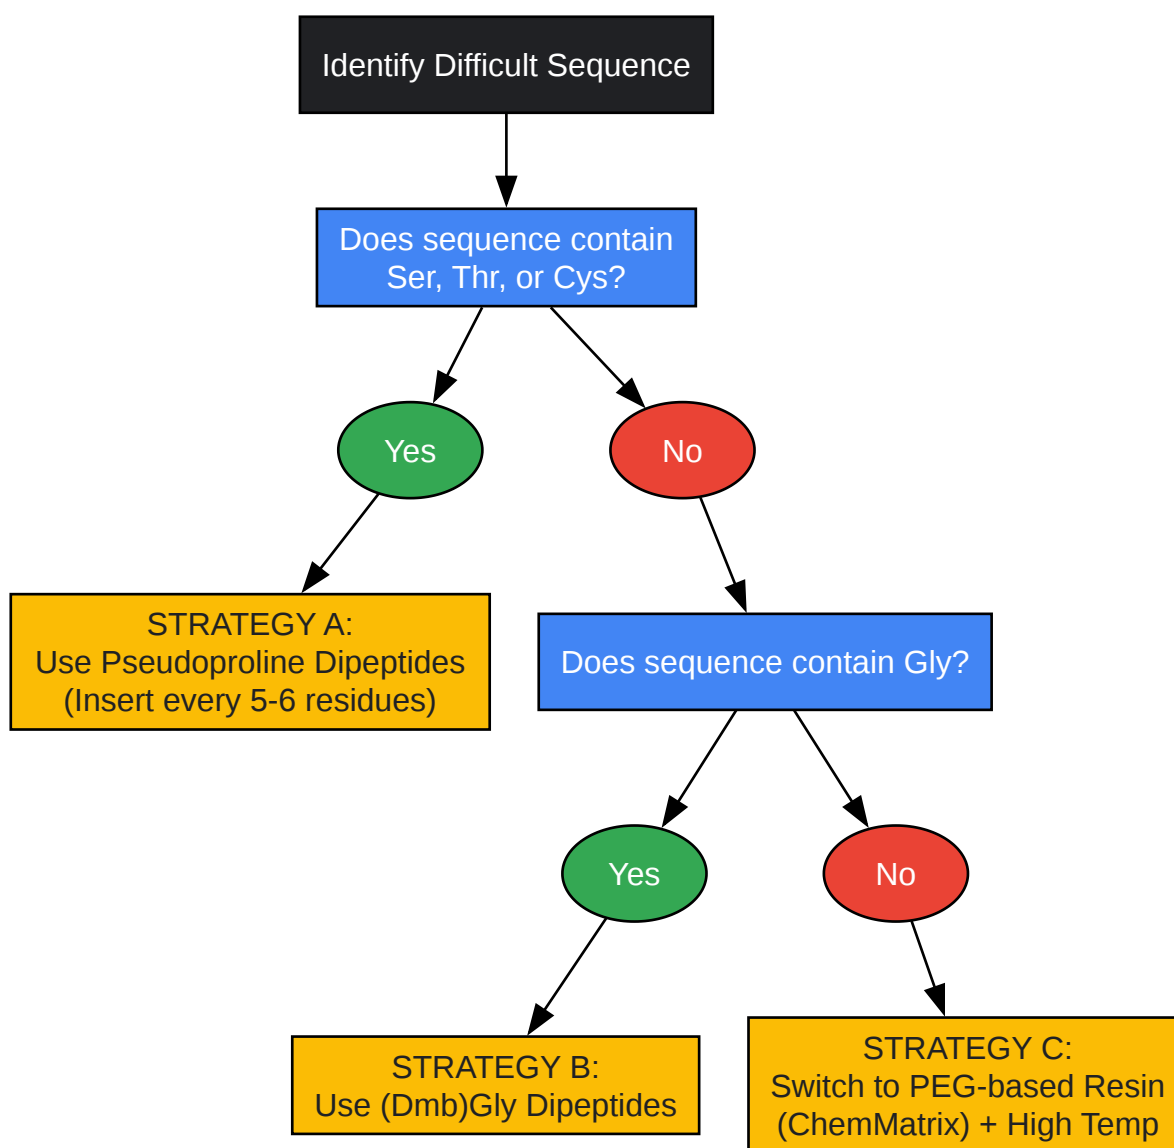 Identify Difficult Sequence
Does sequence contain
Ser, Thr, or Cys?
Yes
No
STRATEGY A:
Use Pseudoproline Dipeptides
(Insert every 5-6 residues)
Does sequence contain Gly?
Yes
No
STRATEGY B:
Use (Dmb)Gly Dipeptides
STRATEGY C:
Switch to PEG-based Resin
(ChemMatrix) + High Temp